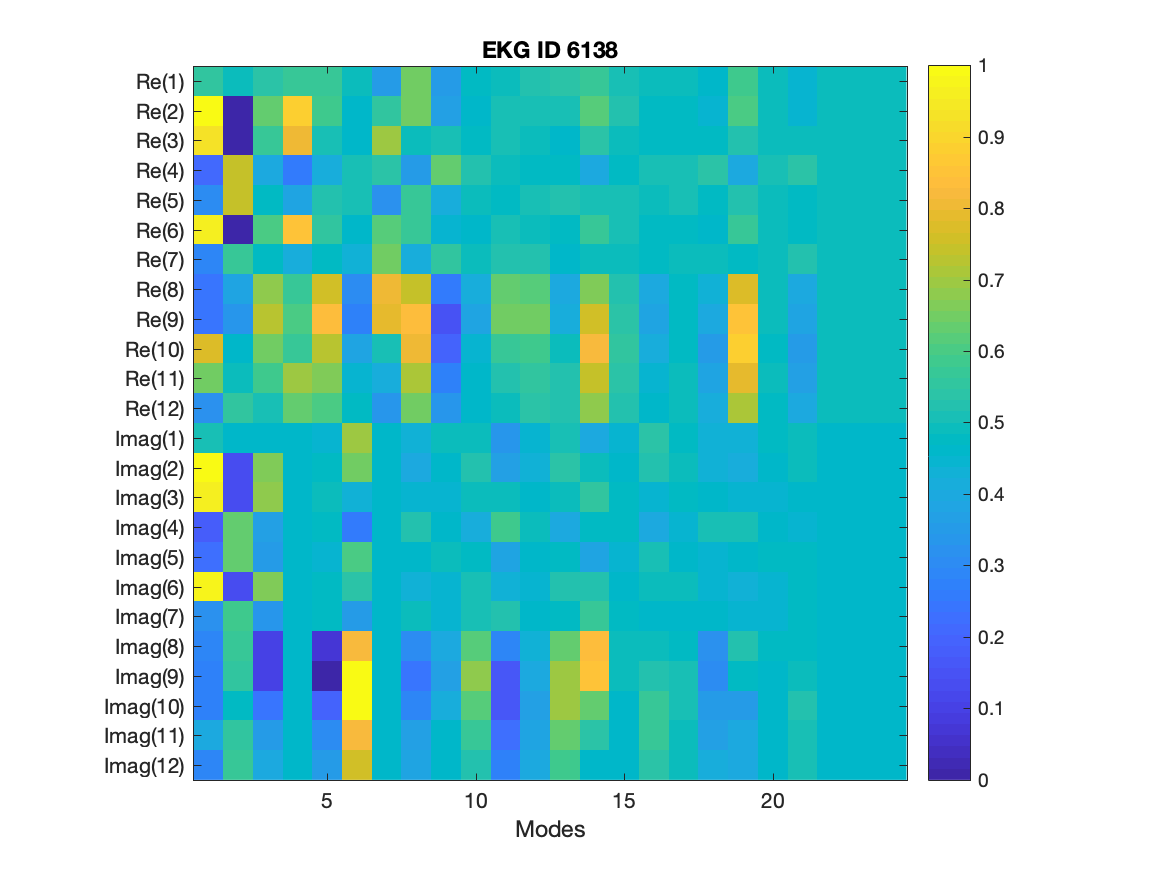 EKG ID 6138
Re(1)
Re(2)
Re(3)
Re(4)
Re(5)
Re(6)
Re(7)
Re(8)
Re(9)
Re(10)
Re(11)
Re(12)
Imag(1)
Imag(2)
Imag(3)
Imag(4)
Imag(5)
Imag(6)
Imag(7)
Imag(8)
Imag(9)
Imag(10)
Imag(11)
Imag(12)
5 10 15 20
Modes
1
0.9
0.8
0.7
0.6
0.5
0.4
0.3
0.2
0.1
0